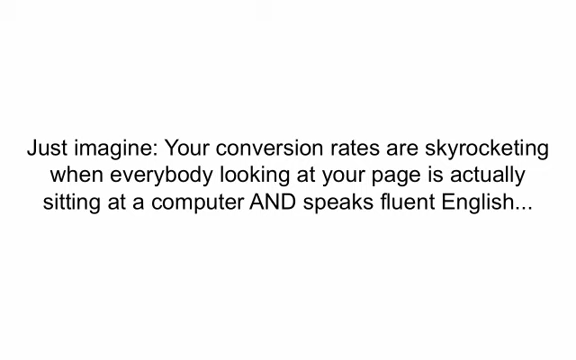 Just imagine: Your conversion rates are skyrocketing
when everybody looking at your page is actually
sitting at a computer AND speaks fluent English...